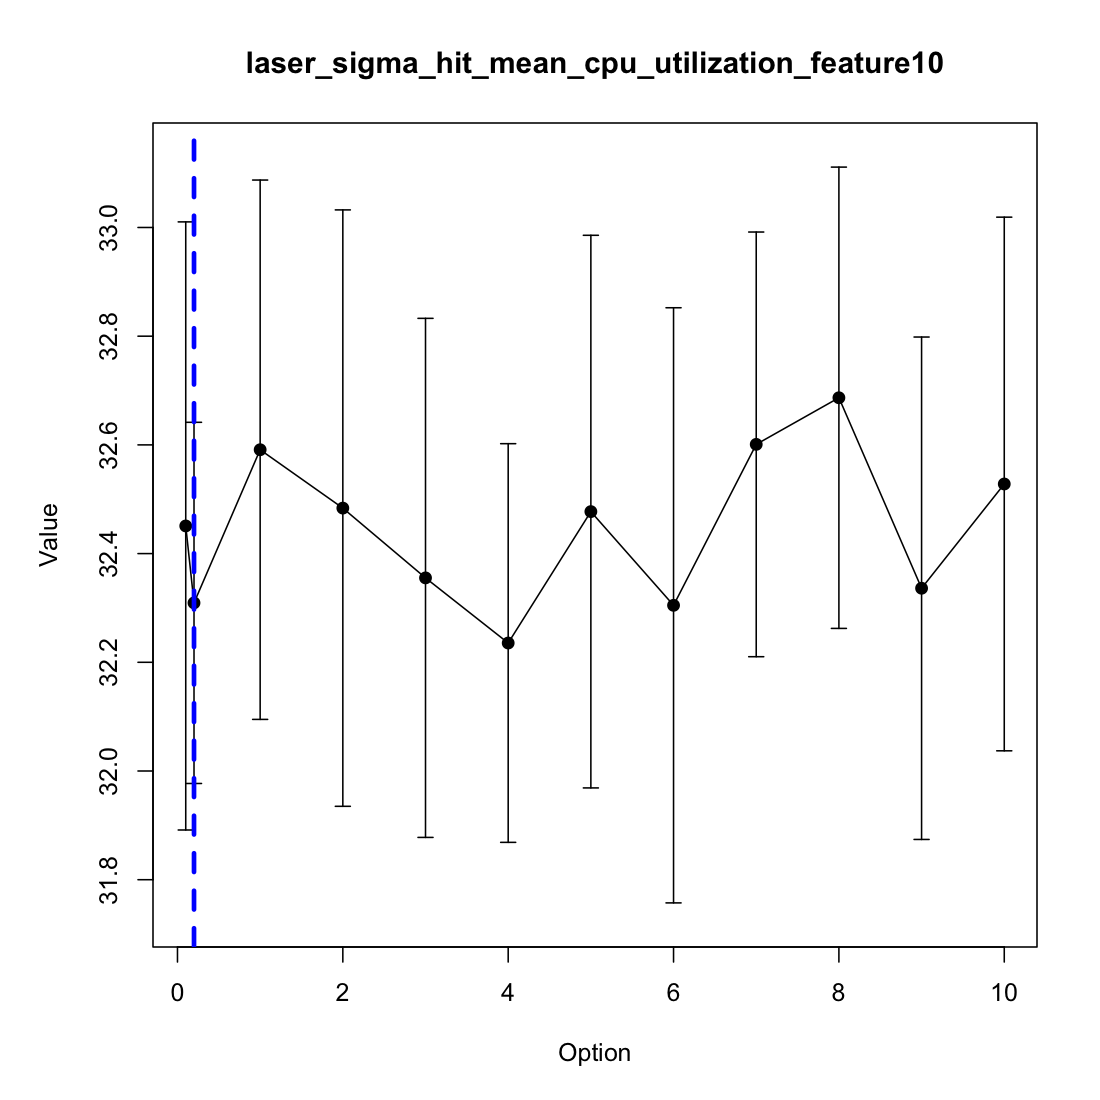 laser_sigma_hit_mean_cpu_utilization_feature10
Value
33.0
32.8
32.6
32.4
32.2
32.0
31.8
0 2 4 6 8 10
Option